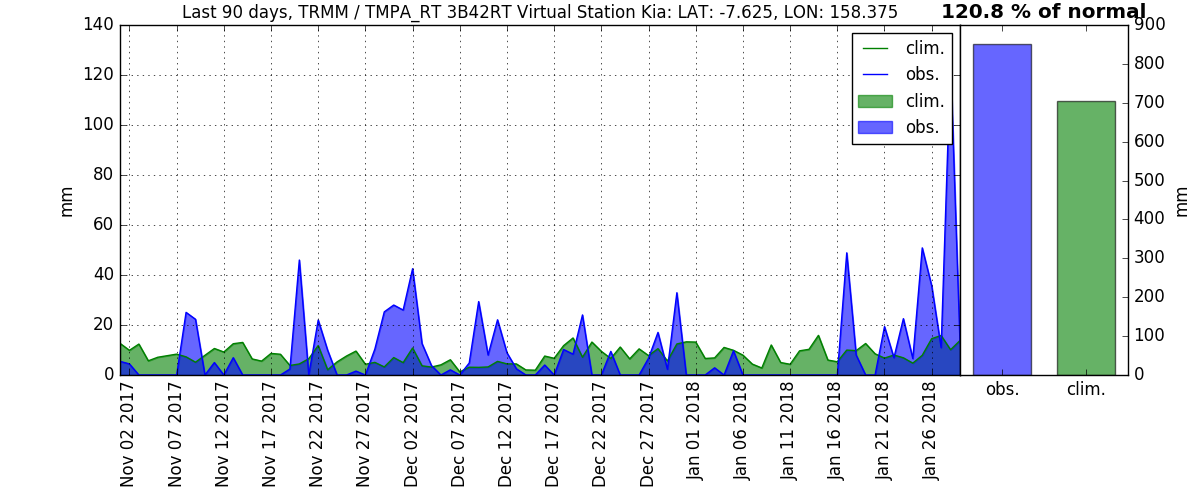 Last 90 days, TRMM / TMPA_RT 3B42RT Virtual Station Kia: LAT: -7.625, LON: 158.375
120.8 % of normal
140
120
100
80
60
40
20
0
mm
clim.
obs.
clim.
obs.
900
800
700
600
500
400
300
200
100
0
mm
Nov 02 2017
Nov 07 2017
Nov 12 2017
Nov 17 2017
Nov 22 2017
Nov 27 2017
Dec 02 2017
Dec 07 2017
Dec 12 2017
Dec 17 2017
Dec 22 2017
Dec 27 2017
Jan 01 2018
Jan 06 2018
Jan 11 2018
Jan 16 2018
Jan 21 2018
Jan 26 2018
obs.
clim.